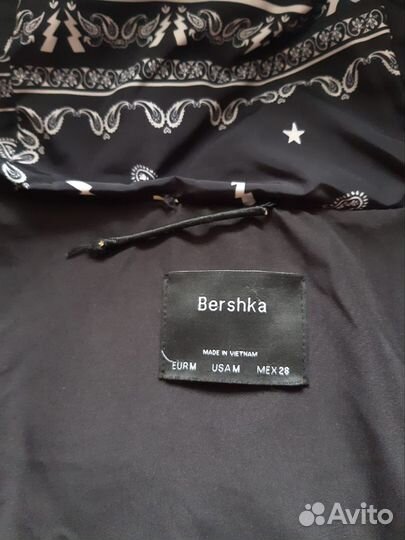 Bershka
MADE IN VIETNAM
EUR M USA M MEX 28
Avito